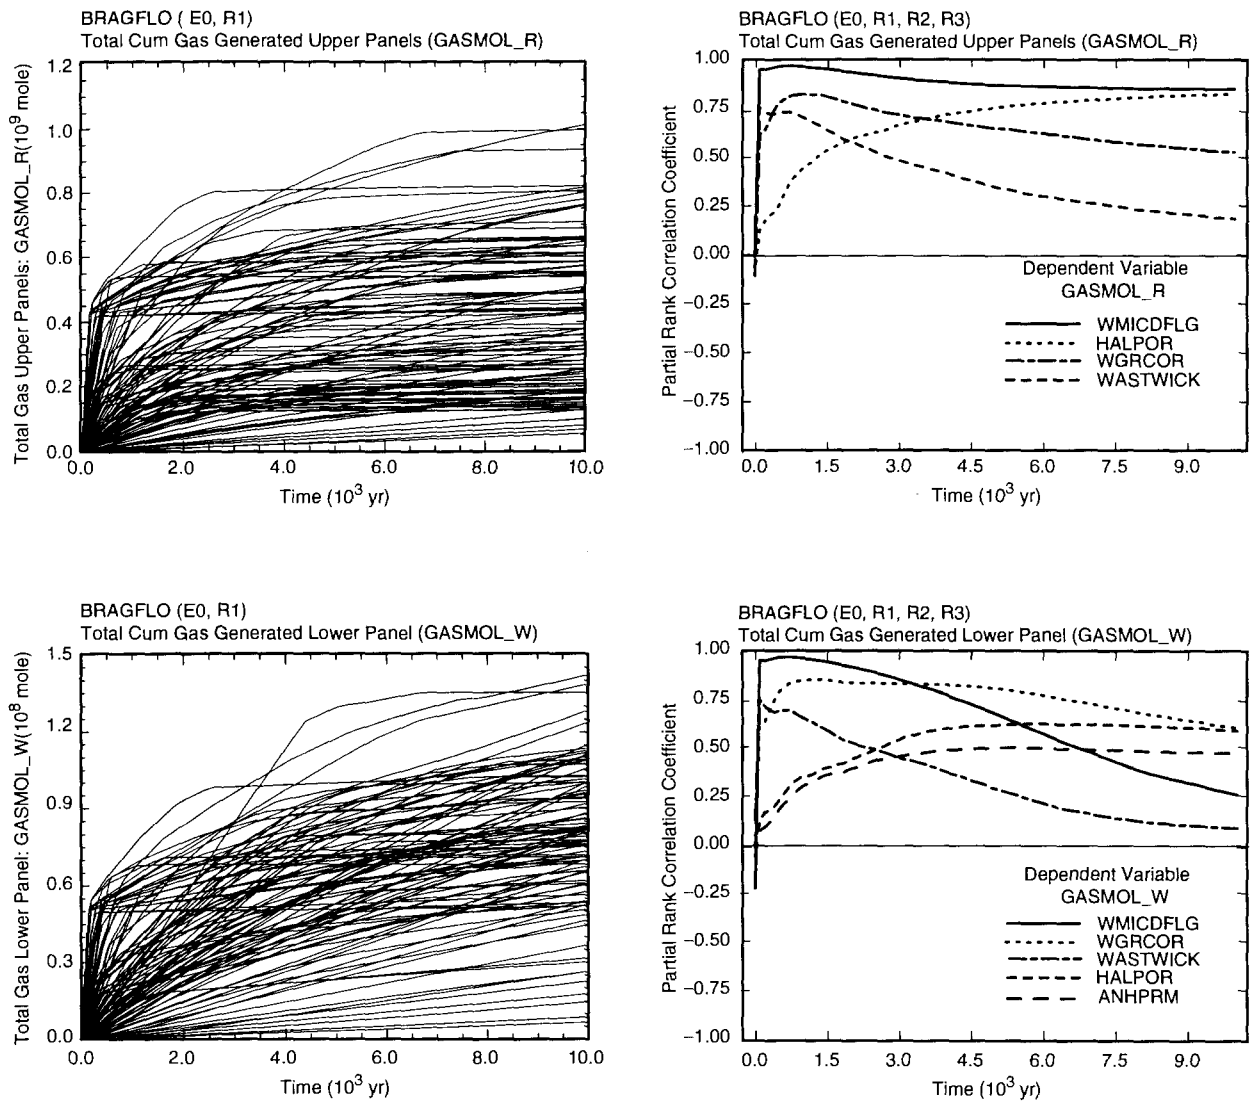 BRAGFLO ( E0, R1)
Total Cum Gas Generated Upper Panels (GASMOL_R)
Total Gas Upper Panels: GASMOL_R(10⁹ mole)
1.2
1.0
0.8
0.6
0.4
0.2
0.0
0.0 2.0 4.0 6.0 8.0 10.0
Time (10³ yr)
BRAGFLO (E0, R1, R2, R3)
Total Cum Gas Generated Upper Panels (GASMOL_R)
Partial Rank Correlation Coefficient
1.00
0.75
0.50
0.25
0.00
−0.25
−0.50
−0.75
−1.00
Dependent Variable
GASMOL_R
WMICDFLG
HALPOR
WGRCOR
WASTWICK
0.0 1.5 3.0 4.5 6.0 7.5 9.0
Time (10³ yr)
BRAGFLO (E0, R1)
Total Cum Gas Generated Lower Panel (GASMOL_W)
Total Gas Lower Panel: GASMOL_W(10⁸ mole)
1.5
1.2
0.9
0.6
0.3
0.0
0.0 2.0 4.0 6.0 8.0 10.0
Time (10³ yr)
BRAGFLO (E0, R1, R2, R3)
Total Cum Gas Generated Lower Panel (GASMOL_W)
Partial Rank Correlation Coefficient
1.00
0.75
0.50
0.25
0.00
−0.25
−0.50
−0.75
−1.00
Dependent Variable
GASMOL_W
WMICDFLG
WGRCOR
WASTWICK
HALPOR
ANHPRM
0.0 1.5 3.0 4.5 6.0 7.5 9.0
Time (10³ yr)